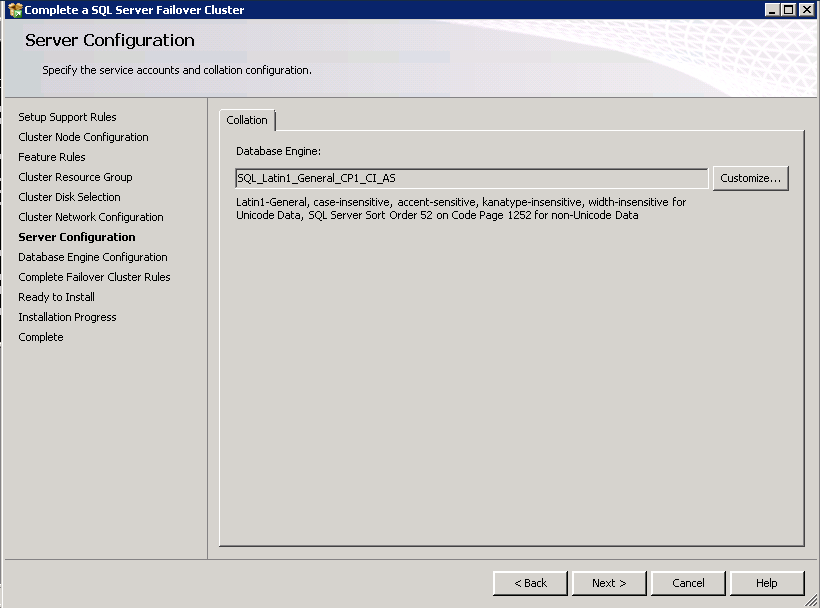 Complete a SQL Server Failover Cluster
Server Configuration
Specify the service accounts and collation configuration.
Setup Support Rules
Cluster Node Configuration
Feature Rules
Cluster Resource Group
Cluster Disk Selection
Cluster Network Configuration
Server Configuration
Database Engine Configuration
Complete Failover Cluster Rules
Ready to Install
Installation Progress
Complete
Collation
Database Engine:
SQL_Latin1_General_CP1_CI_AS
Customize...
Latin1-General, case-insensitive, accent-sensitive, kanatype-insensitive, width-insensitive for
Unicode Data, SQL Server Sort Order 52 on Code Page 1252 for non-Unicode Data
< Back
Next >
Cancel
Help